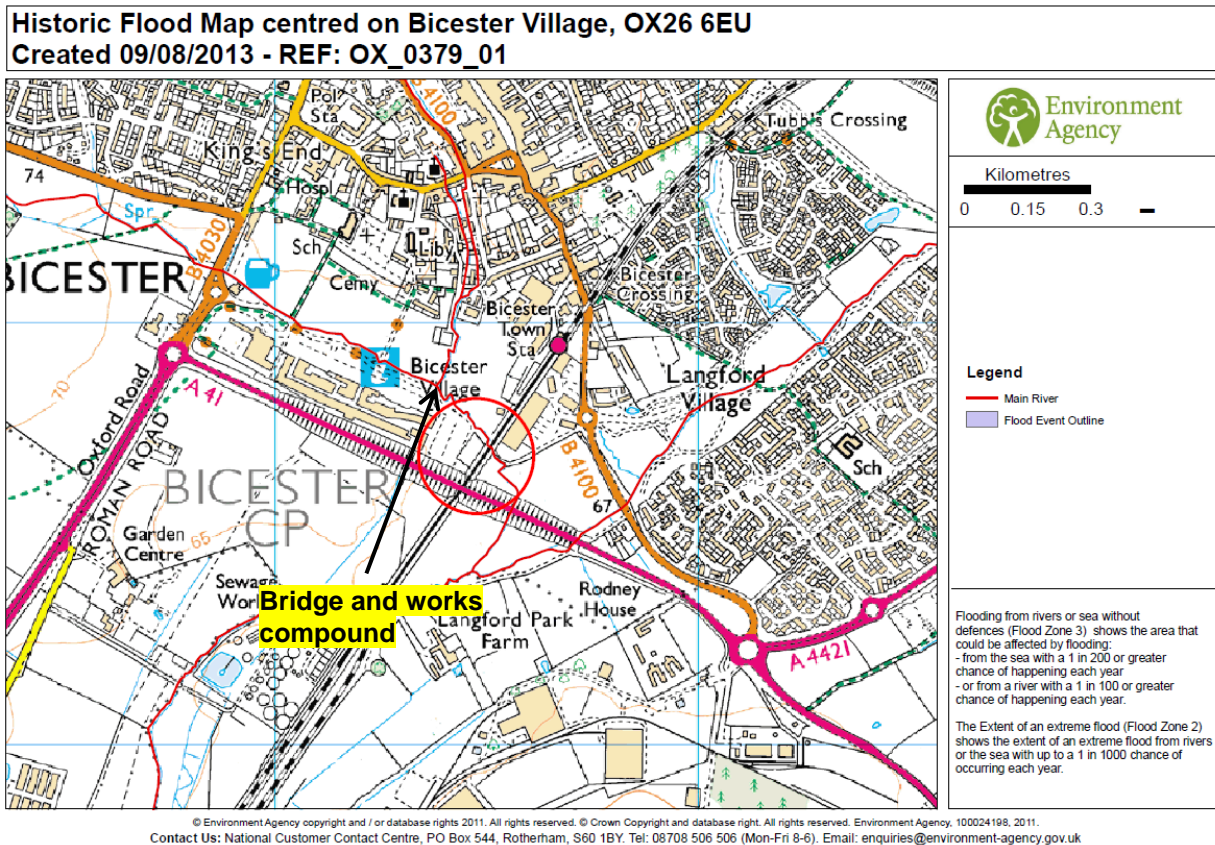 Historic Flood Map centred on Bicester Village, OX26 6EU
Created 09/08/2013 - REF: OX_0379_01
Pol
Sta
B 4100
Tubb's Crossing
King's End
74
Hospl
Spr
B 4030
Sch
Liby
BICESTER
Cemy
Bicester
Crossing
Bicester
Town
Sta
Bicester
Village
Langford
Village
70
Oxford Road
A 41
ROMAN ROAD
B 4100
Sch
BICESTER
CP
67
Garden
Centre
65
Sewage
Works
Rodney
House
Bridge and works
compound
Langford Park
Farm
A 4421
Environment
Agency
Kilometres
0 0.15 0.3
Legend
Main River
Flood Event Outline
Flooding from rivers or sea without
defences (Flood Zone 3) shows the area that
could be affected by flooding:
- from the sea with a 1 in 200 or greater
chance of happening each year
- or from a river with a 1 in 100 or greater
chance of happening each year.
The Extent of an extreme flood (Flood Zone 2)
shows the extent of an extreme flood from rivers
or the sea with up to a 1 in 1000 chance of
occurring each year.
© Environment Agency copyright and / or database rights 2011. All rights reserved. © Crown Copyright and database right. All rights reserved. Environment Agency, 100024198, 2011.
Contact Us: National Customer Contact Centre, PO Box 544, Rotherham, S60 1BY. Tel: 08708 506 506 (Mon-Fri 8-6). Email: enquiries@environment-agency.gov.uk